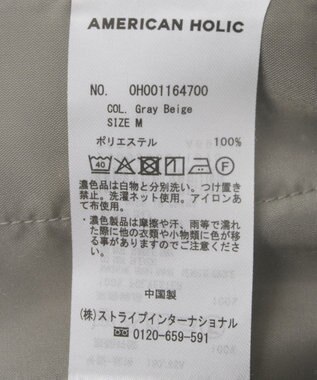 AMERICAN HOLIC
NO. 0H001164700
COL. Gray Beige
SIZE M
ポリエステル 100%
40
濃色品は白物と分別洗い。つけ置き
禁止。洗濯ネット使用。アイロンあ
て布使用。
・濃色製品は摩擦や汗、雨等で濡れ
た際に他の衣類や小物類に色が移
る事がありますのでご注意くださ
い。
中国製
(株)ストライプインターナショナル
0120-659-591